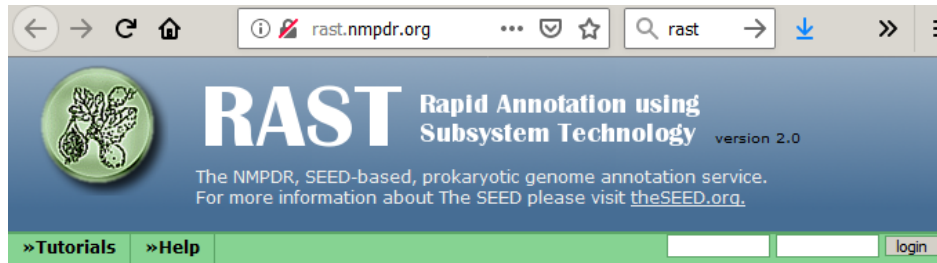 rast.nmpdr.org
rast
RAST
Rapid Annotation using
Subsystem Technology version 2.0
The NMPDR, SEED-based, prokaryotic genome annotation service.
For more information about The SEED please visit theSEED.org.
»Tutorials »Help login